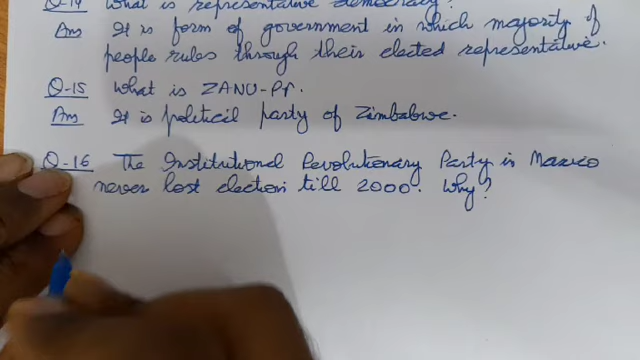 Q-14 What is representative democracy?
Ans It is form of government in which majority of
people rules through their elected representative.
Q-15 What is ZANU-PF.
Ans It is political party of Zimbabwe.
Q-16 The Institutional Revolutionary Party in Maxico
never lost election till 2000. Why?